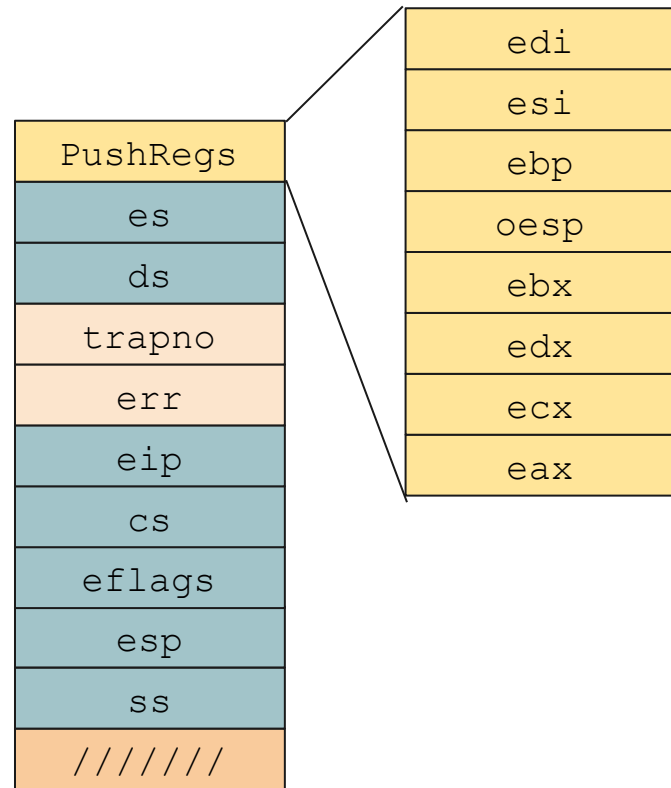 PushRegs
es
ds
trapno
err
eip
cs
eflags
esp
ss
///////
edi
esi
ebp
oesp
ebx
edx
ecx
eax